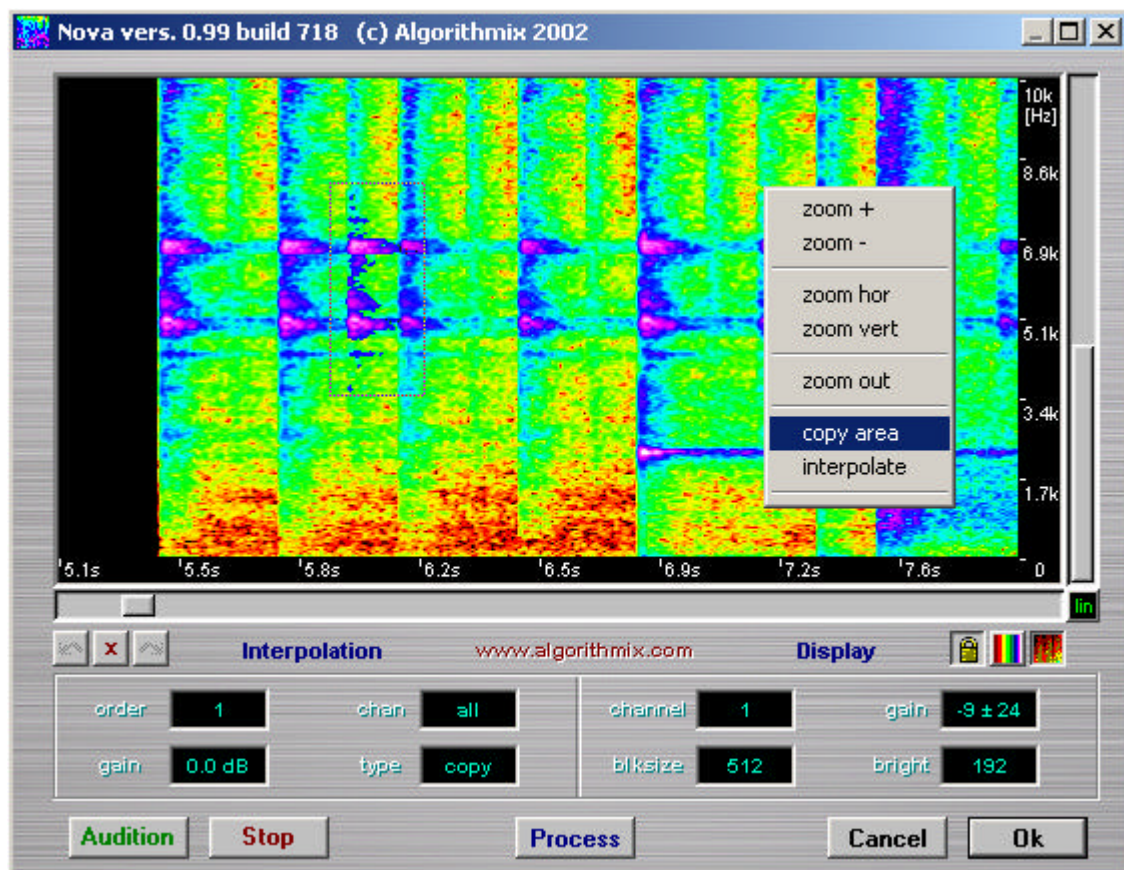 Nova vers. 0.99 build 718 (c) Algorithmix 2002
10k
[Hz]
8.6k
6.9k
5.1k
3.4k
1.7k
0
zoom +
zoom -
zoom hor
zoom vert
zoom out
copy area
interpolate
5.1s 5.5s 5.8s 6.2s 6.5s 6.9s 7.2s 7.6s
lin
x Interpolation www.algorithmix.com Display
order 1 chan all channel 1 gain -9 ± 24
gain 0.0 dB type copy blksize 512 bright 192
Audition Stop Process Cancel Ok